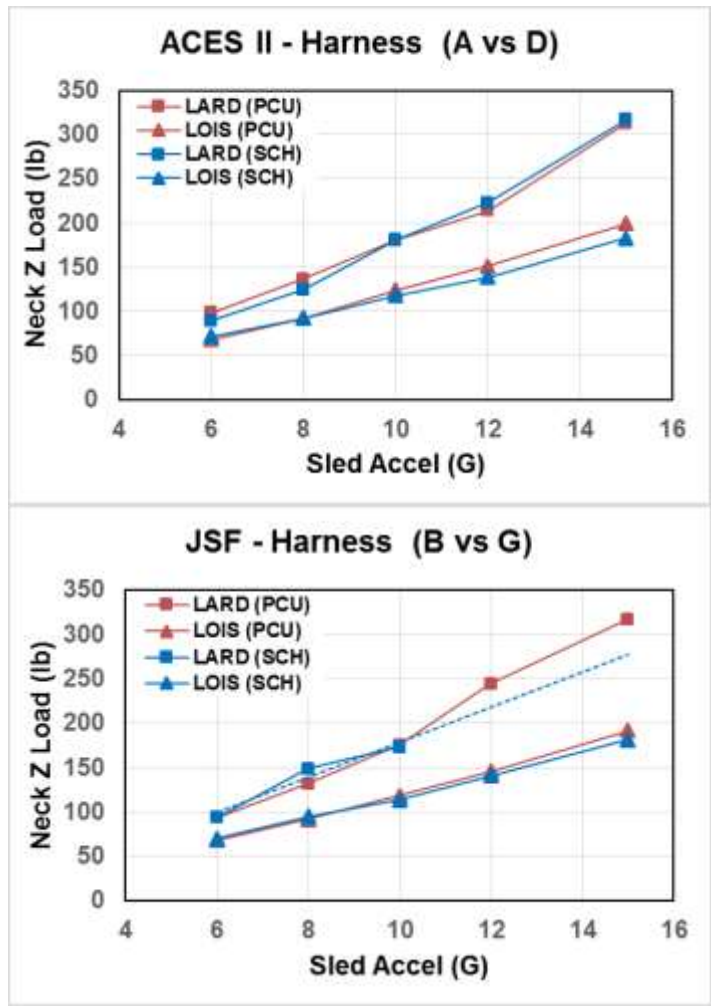 ACES II - Harness (A vs D)
350
300
250
200
150
100
50
0
Neck Z Load (lb)
LARD (PCU)
LOIS (PCU)
LARD (SCH)
LOIS (SCH)
4 6 8 10 12 14 16
Sled Accel (G)
JSF - Harness (B vs G)
350
300
250
200
150
100
50
0
Neck Z Load (lb)
LARD (PCU)
LOIS (PCU)
LARD (SCH)
LOIS (SCH)
4 6 8 10 12 14 16
Sled Accel (G)